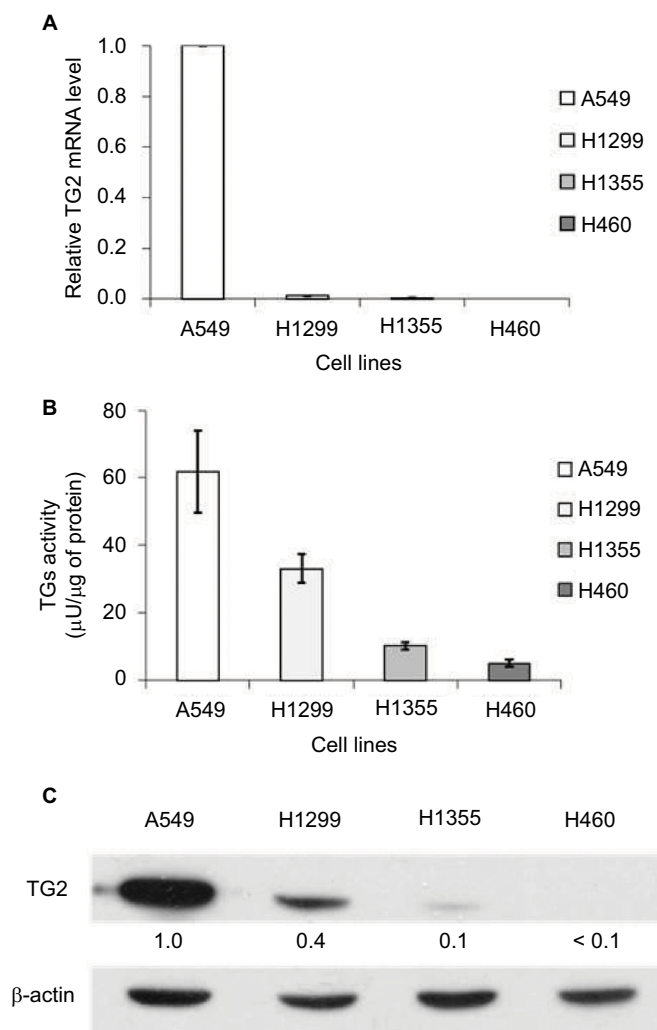 A
Relative TG2 mRNA level
1.0
0.8
0.6
0.4
0.2
0.0
A549 H1299 H1355 H460
Cell lines
A549
H1299
H1355
H460
B
TGs activity
(μU/μg of protein)
80
60
40
20
0
A549 H1299 H1355 H460
Cell lines
A549
H1299
H1355
H460
C
A549 H1299 H1355 H460
TG2
1.0 0.4 0.1 < 0.1
β-actin